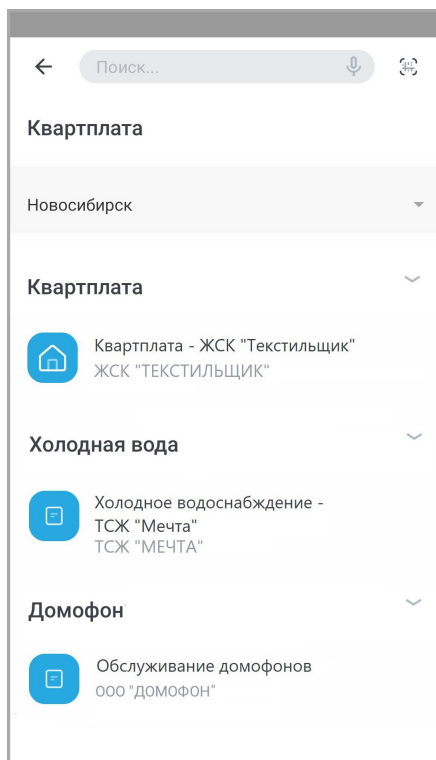 Поиск...
Квартплата
Новосибирск
Квартплата
Квартплата - ЖСК "Текстильщик"
ЖСК "ТЕКСТИЛЬЩИК"
Холодная вода
Холодное водоснабждение -
ТСЖ "Мечта"
ТСЖ "МЕЧТА"
Домофон
Обслуживание домофонов
ООО "ДОМОФОН"